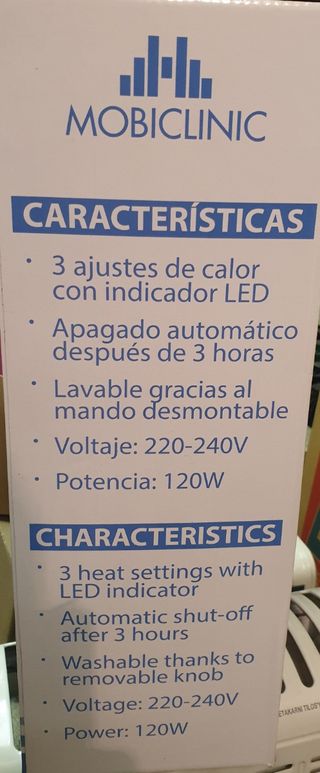 MOBICLINIC
CARACTERÍSTICAS
· 3 ajustes de calor
con indicador LED
· Apagado automático
después de 3 horas
· Lavable gracias al
mando desmontable
· Voltaje: 220-240V
· Potencia: 120W
CHARACTERISTICS
· 3 heat settings with
LED indicator
· Automatic shut-off
after 3 hours
· Washable thanks to
removable knob
· Voltage: 220-240V
· Power: 120W